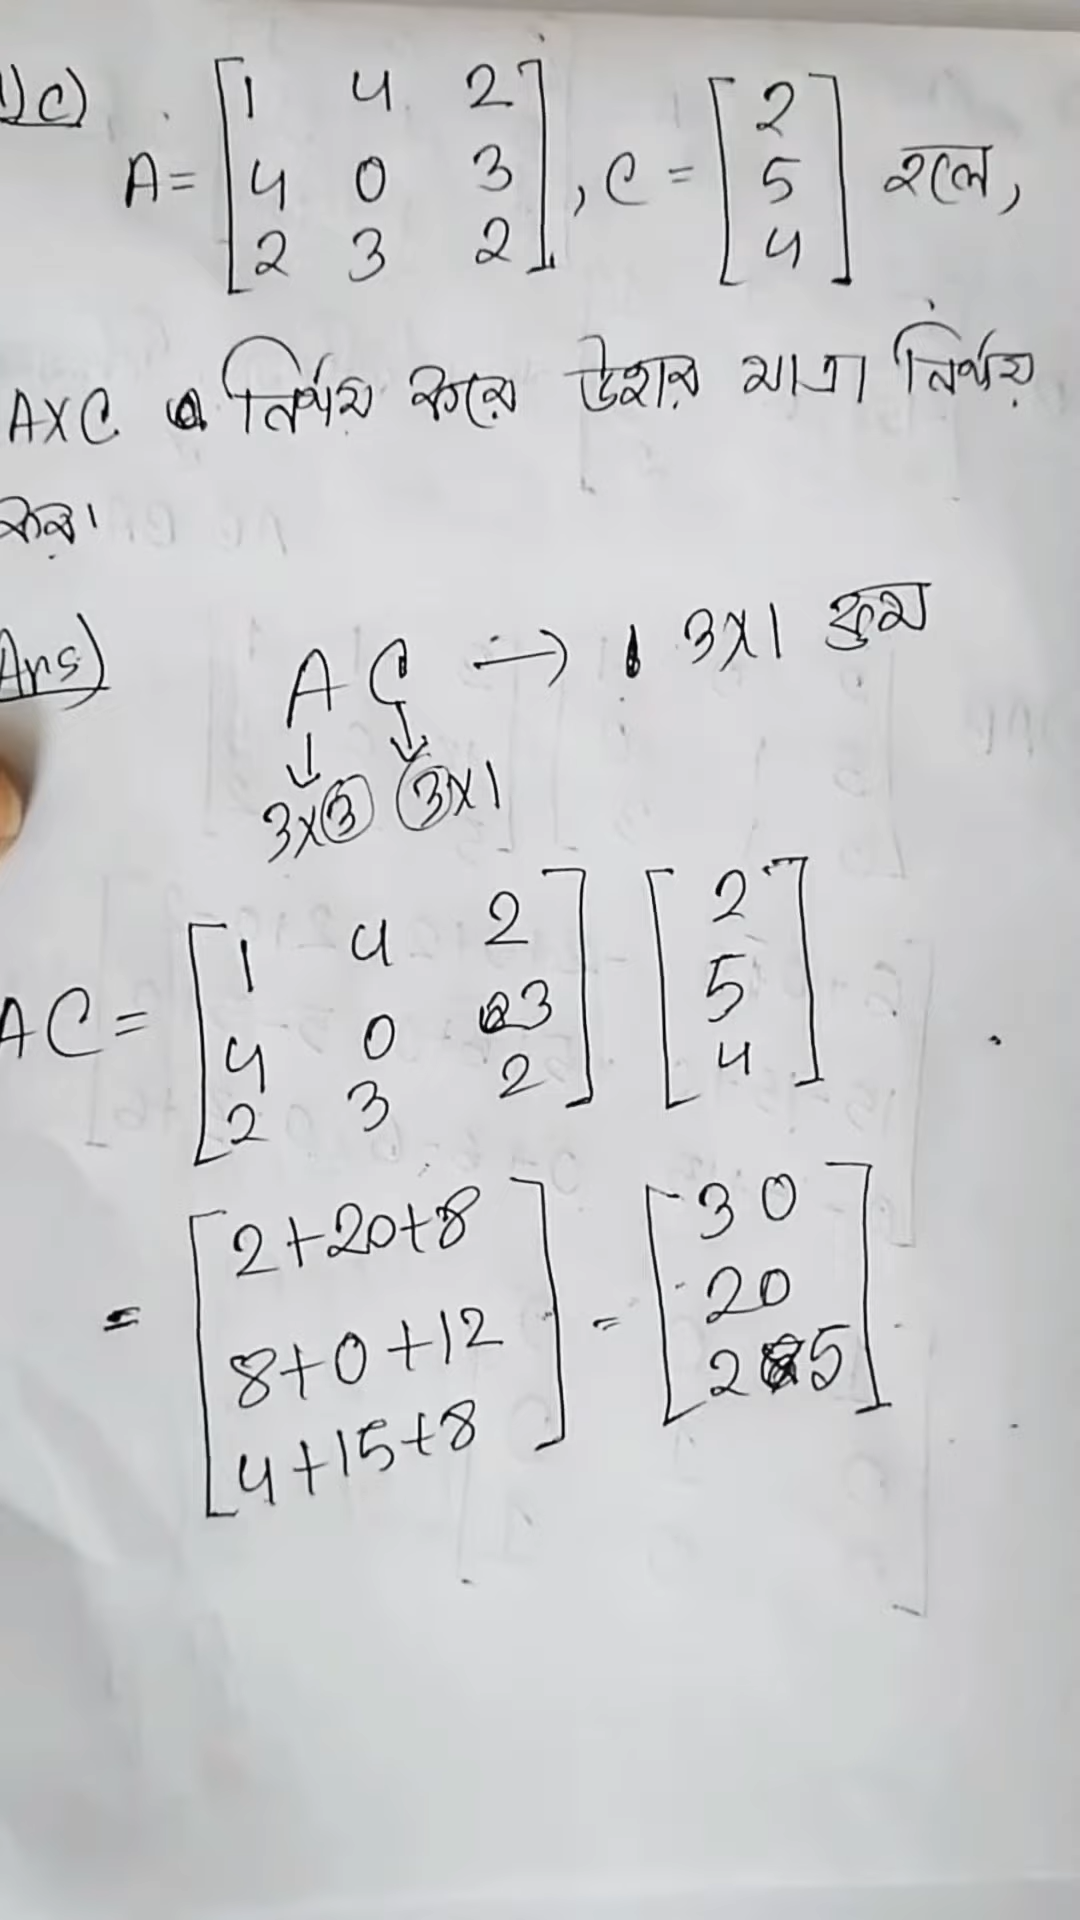 1) C)
A = [1 4 2
4 0 3
2 3 2], C = [2
5
4] হলে,
AXC নির্ণয় করে উহার মাত্রা নির্ণয়
কর।
Ans)
A C → 3x1 ক্রম
3x3 3x1
AC = [1 4 2
4 0 3
2 3 2] [2
5
4]
= [2+20+8
8+0+12
4+15+8] = [30
20
25]